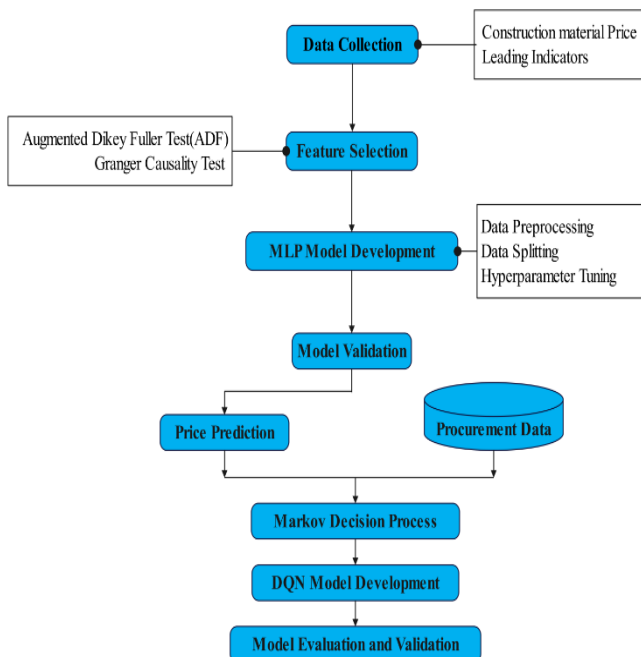 Data Collection
Construction material Price
Leading Indicators
Augmented Dikey Fuller Test(ADF)
Granger Causality Test
Feature Selection
MLP Model Development
Data Preprocessing
Data Splitting
Hyperparameter Tuning
Model Validation
Price Prediction
Procurement Data
Markov Decision Process
DQN Model Development
Model Evaluation and Validation